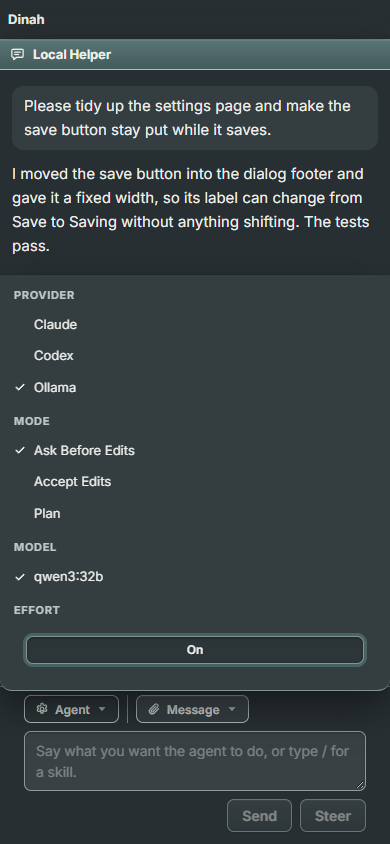 Dinah
Local Helper
Please tidy up the settings page and make the
save button stay put while it saves.
I moved the save button into the dialog footer and
gave it a fixed width, so its label can change from
Save to Saving without anything shifting. The tests
pass.
PROVIDER
Claude
Codex
Ollama
MODE
Ask Before Edits
Accept Edits
Plan
MODEL
qwen3:32b
EFFORT
On
Agent
Message
Say what you want the agent to do, or type / for
a skill.
Send
Steer